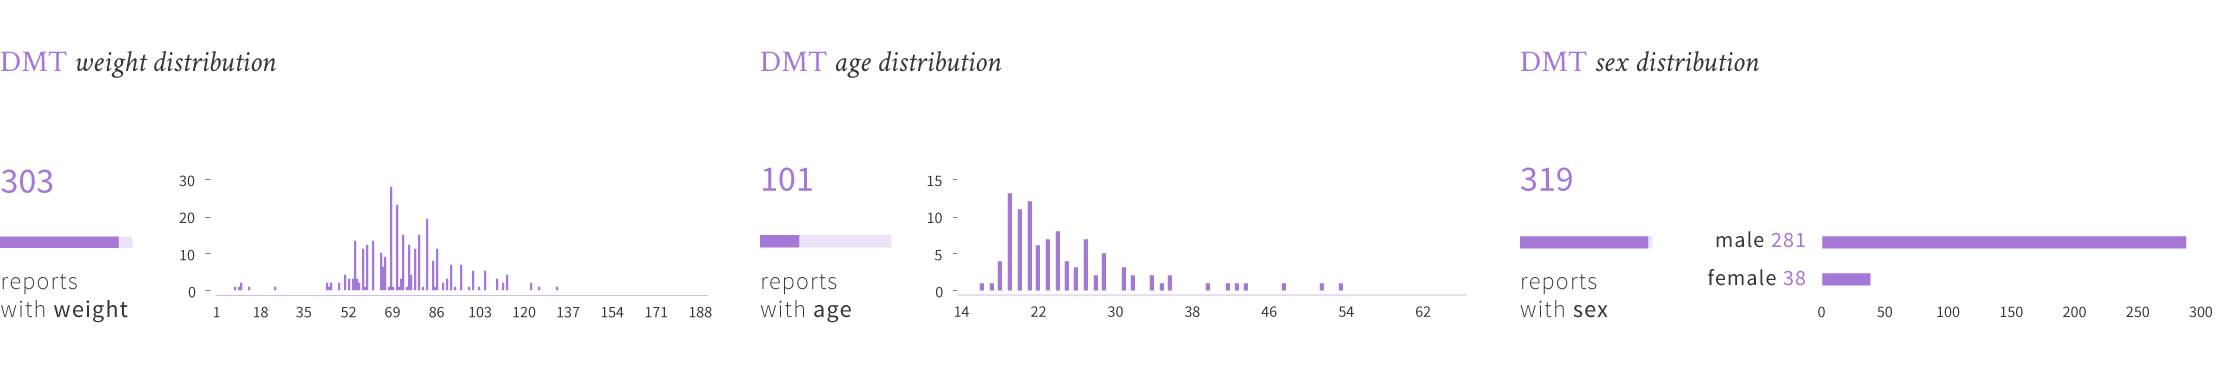 DMT weight distribution
303
reports
with weight
30
20
10
0
1 18 35 52 69 86 103 120 137 154 171 188
DMT age distribution
101
reports
with age
15
10
5
0
14 22 30 38 46 54 62
DMT sex distribution
319
reports
with sex
male 281
female 38
0 50 100 150 200 250 300